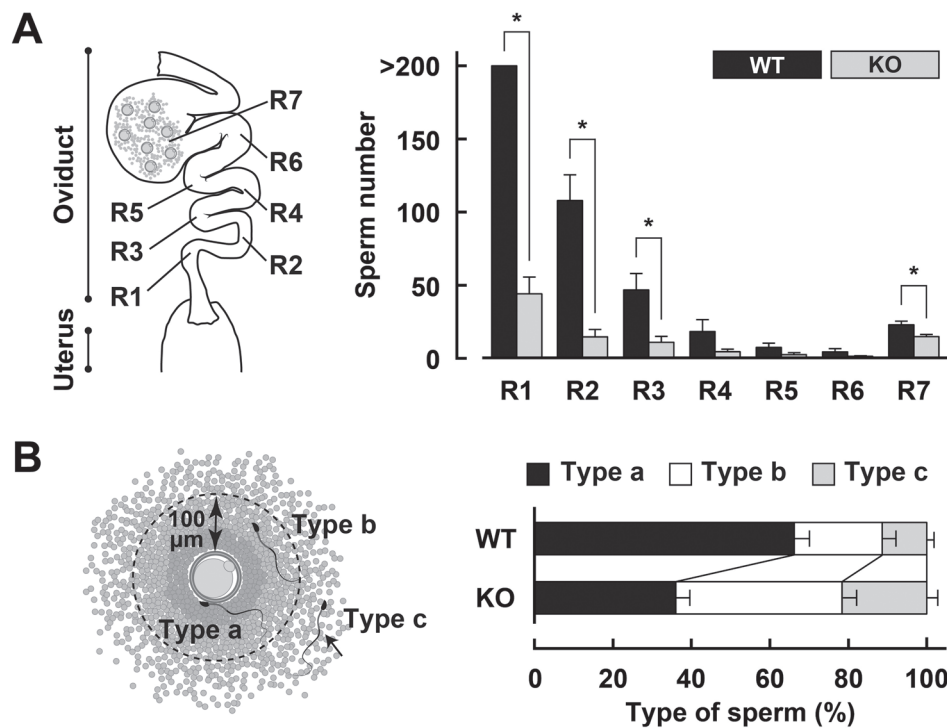 A
Oviduct
Uterus
R7
R6
R5
R4
R3
R2
R1
Sperm number
>200
150
100
50
0
*
*
*
*
WT
KO
R1 R2 R3 R4 R5 R6 R7
B
100
μm
Type b
Type a
Type c
Type a Type b Type c
WT
KO
0 20 40 60 80 100
Type of sperm (%)